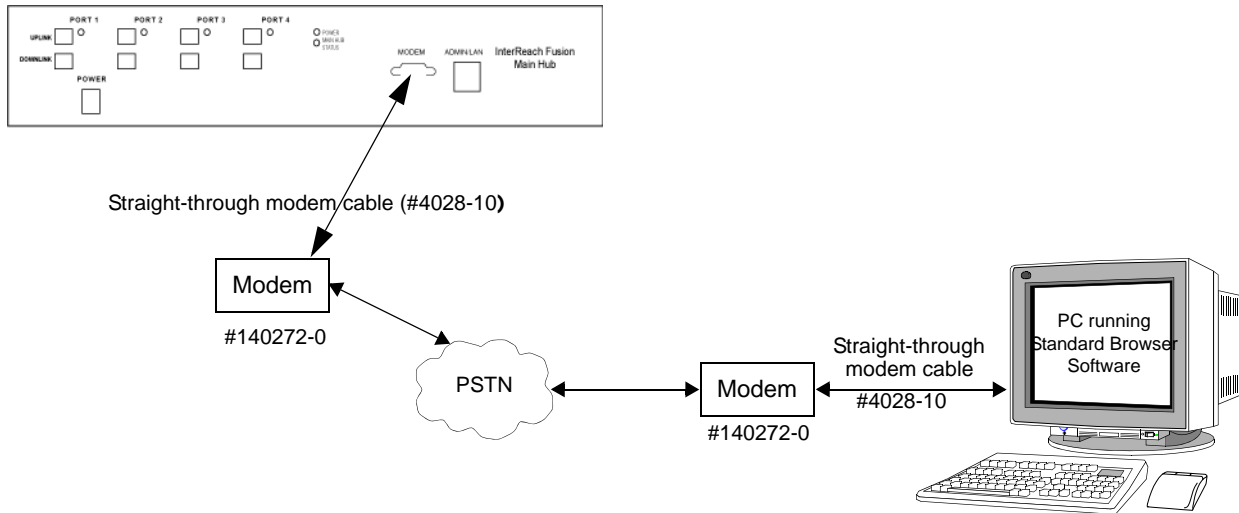 PORT 1 PORT 2 PORT 3 PORT 4
UPLINK
POWER
MAIN HUB
STATUS
DOWNLINK
POWER
MODEM ADMIN/LAN
InterReach Fusion
Main Hub
Straight-through modem cable (#4028-10)
Modem
#140272-0
PSTN
Modem
#140272-0
Straight-through
modem cable
#4028-10
PC running
Standard Browser
Software